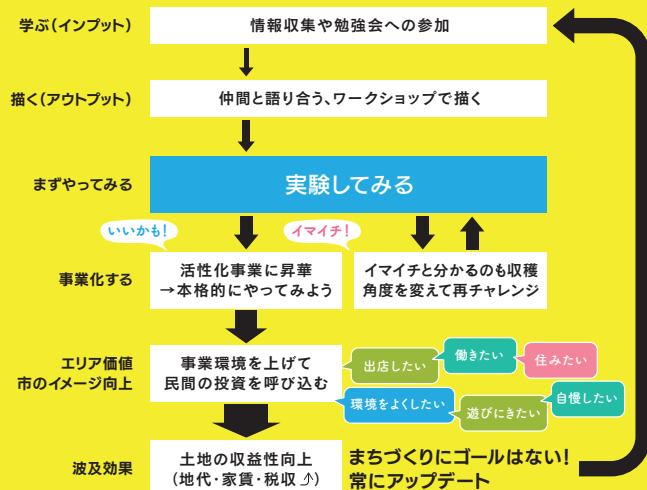 学ぶ(インプット)
情報収集や勉強会への参加
描く(アウトプット)
仲間と語り合う、ワークショップで描く
まずやってみる
実験してみる
いいかも!
イマイチ!
事業化する
活性化事業に昇華
→本格的にやってみよう
イマイチと分かるのも収穫
角度を変えて再チャレンジ
エリア価値
市のイメージ向上
事業環境を上げて
民間の投資を呼び込む
出店したい
働きたい
住みたい
環境をよくしたい
遊びにきたい
自慢したい
波及効果
土地の収益性向上
(地代・家賃・税収⤴)
まちづくりにゴールはない!
常にアップデート